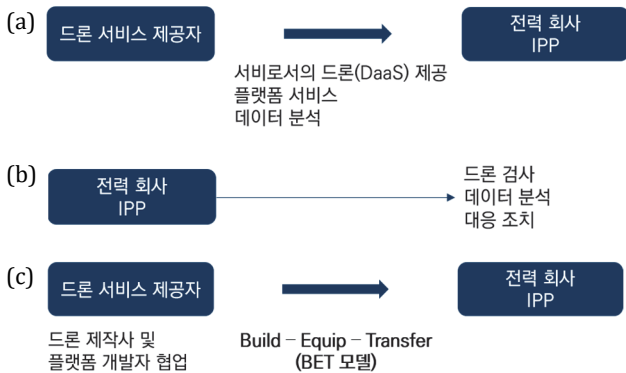 (a)
드론 서비스 제공자
전력 회사
IPP
서비로서의 드론(DaaS) 제공
플랫폼 서비스
데이터 분석
(b)
전력 회사
IPP
드론 검사
데이터 분석
대응 조치
(c)
드론 서비스 제공자
전력 회사
IPP
드론 제작사 및
플랫폼 개발자 협업
Build – Equip – Transfer
(BET 모델)